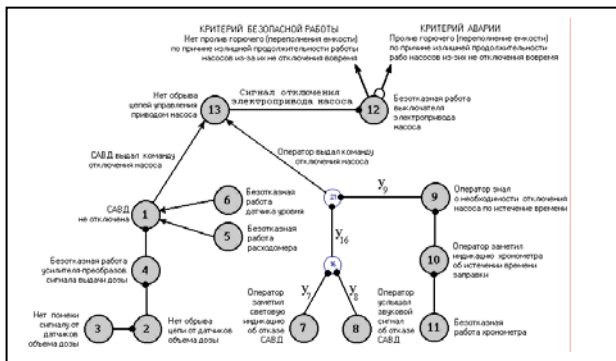 КРИТЕРИЙ БЕЗОПАСНОЙ РАБОТЫ
Нет пролив горючего (переполнения емкости)
по причине излишней продолжительности работы
насосов из-за их не отключения вовремя
КРИТЕРИЙ АВАРИИ
Пролив горючего (переполнение емкости)
по причине излишней продолжительности
рабо насосов из-зих не отключения вовремя
Нет обрыва
цепей управления
приводом насоса
13
Сигнал отключения
электропривода насоса
12
Безотказная работа
выключателя
электропривода
насоса
САВД выдал команду
отключения насоса
Оператор выдал команду
отключения насоса
САВД
не отключена
1
6
Безотказная
работа
датчика уровня
5
Безотказная
работа
расходомера
y9
9
Оператор знал
о необходимости отключения
насоса по истечение времени
y16
Безотказная работа
усилителя-преобразов.
сигнала выдачи дозы
4
10
Оператор заметил
индикацию хронометра
об истечении времени
заправки
Нет помехи
сигналу от
датчиков
объема дозы
3
2
Нет обрыва
цепи от датчиков
объема дозы
Оператор
заметил
световую
индикацию
об отказе
САВД
y7
7
y8
8
Оператор
услышал
звуковой
сигнал
об отказе
САВД
11
Безотказная
работа хронометра